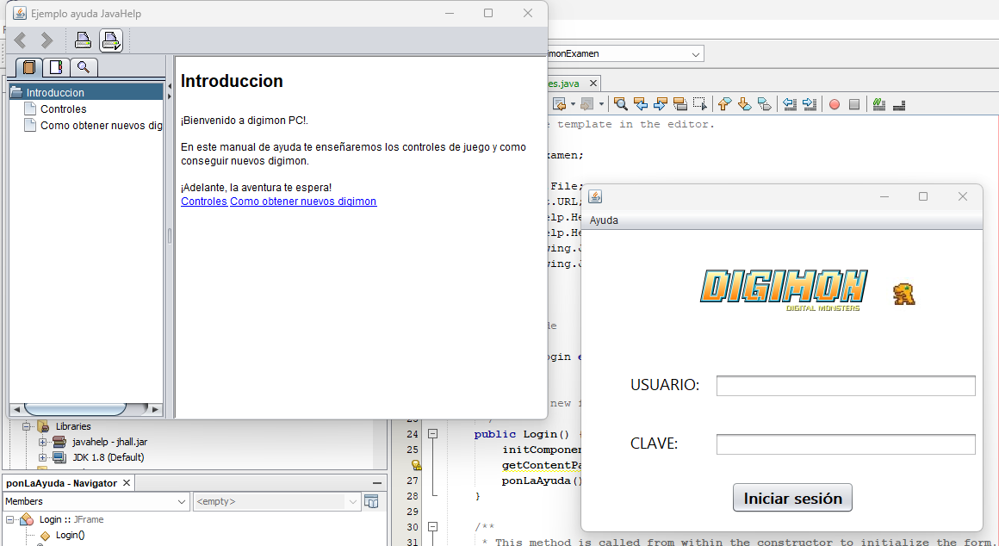 Ejemplo ayuda JavaHelp
Introduccion
Controles
Como obtener nuevos dig
Introduccion
¡Bienvenido a digimon PC!.
En este manual de ayuda te enseñaremos los controles de juego y como
conseguir nuevos digimon.
¡Adelante, la aventura te espera!
Controles Como obtener nuevos digimon
imonExamen
es.java
e template in the editor.
amen;
File;
.URL;
elp.He
elp.He
wing.J
wing.J
de
ogin e
new f
24 public Login() {
25 initComponen
getContentPa
27 ponLaAyuda()
28 }
29
30 /**
31 * This method is called from within the constructor to initialize the form.
Ayuda
DIGIMON
DIGITAL MONSTERS
USUARIO:
CLAVE:
Iniciar sesión
Libraries
javahelp - jhall.jar
JDK 1.8 (Default)
ponLaAyuda - Navigator
Members
<empty>
Login :: JFrame
Login()